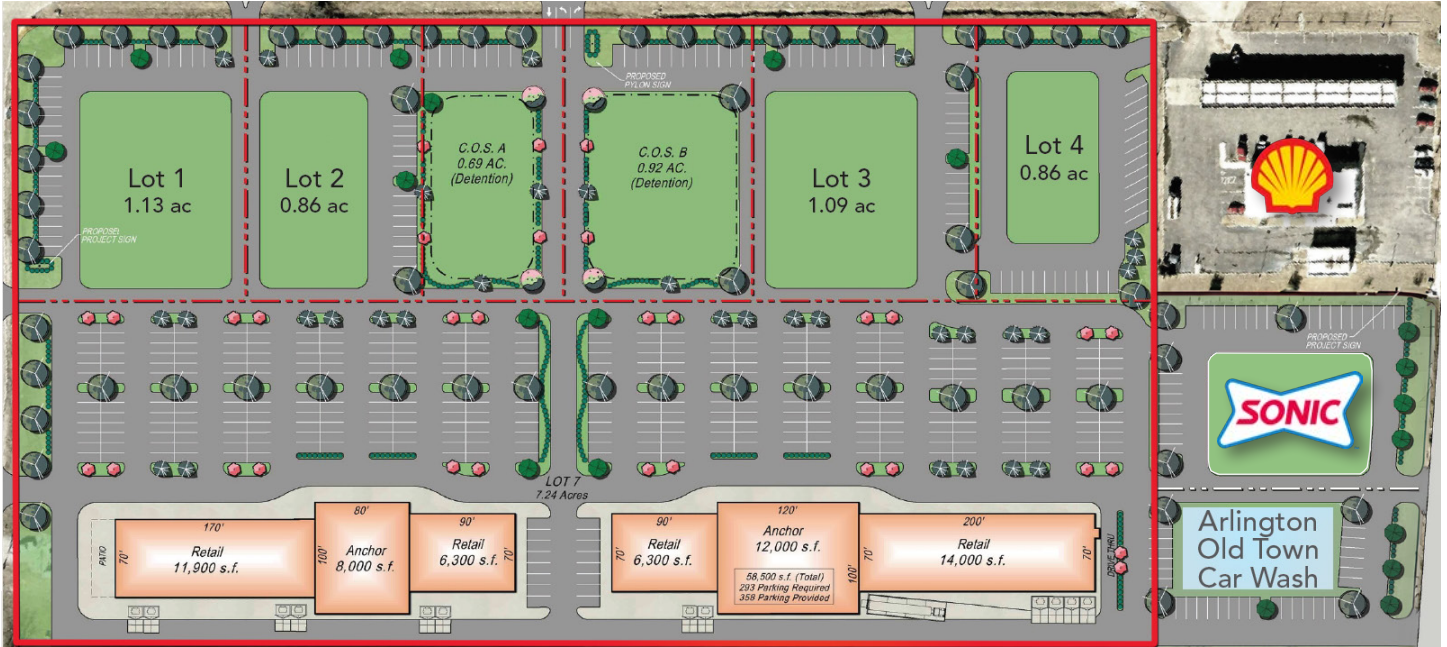 PROPOSED
PYLON SIGN
Lot 1
1.13 ac
Lot 2
0.86 ac
C.O.S. A
0.69 AC.
(Detention)
C.O.S. B
0.92 AC.
(Detention)
Lot 3
1.09 ac
Lot 4
0.86 ac
PROPOSED
PROJECT SIGN
PROPOSED
PROJECT SIGN
SONIC
LOT 7
7.24 Acres
PATIO
70'
170'
Retail
11,900 s.f.
100'
80'
Anchor
8,000 s.f.
90'
Retail
6,300 s.f.
70'
70'
90'
Retail
6,300 s.f.
120'
Anchor
12,000 s.f.
58,500 s.f. (Total)
293 Parking Required
358 Parking Provided
100'
70'
200'
Retail
14,000 s.f.
70'
DRIVE-THRU
Arlington
Old Town
Car Wash